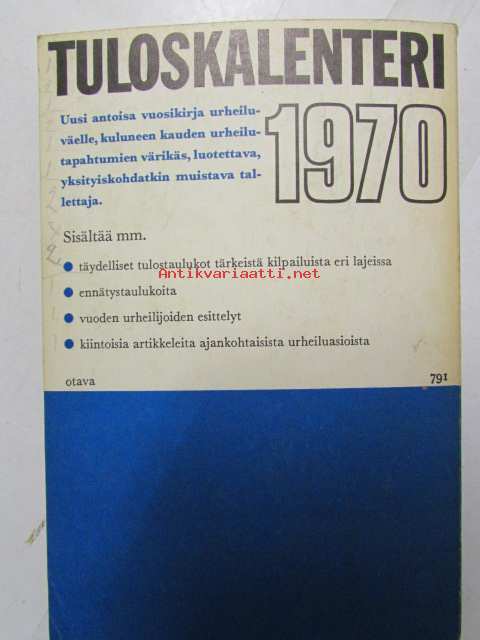 TULOSKALENTERI
1970
Uusi antoisa vuosikirja urheilu-
väelle, kuluneen kauden urheilu-
tapahtumien värikäs, luotettava,
yksityiskohdatkin muistava tal-
lettaja.
Sisältää mm.
• täydelliset tulostaulukot tärkeistä kilpailuista eri lajeissa
Antikvariaatti.net
• ennätystaulukoita
• vuoden urheilijoiden esittelyt
• kiintoisia artikkeleita ajankohtaisista urheiluasioista
otava 791